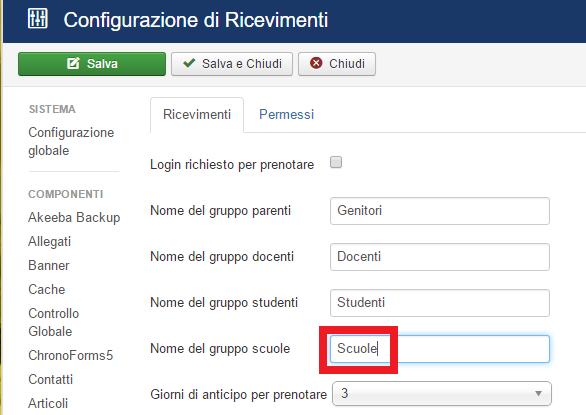 Configurazione di Ricevimenti
Salva
Salva e Chiudi
Chiudi
SISTEMA
Configurazione
globale
COMPONENTI
Akeeba Backup
Allegati
Banner
Cache
Controllo
Globale
ChronoForms5
Contatti
Articoli
Ricevimenti
Permessi
Login richiesto per prenotare
Nome del gruppo parenti
Genitori
Nome del gruppo docenti
Docenti
Nome del gruppo studenti
Studenti
Nome del gruppo scuole
Scuole
Giorni di anticipo per prenotare
3